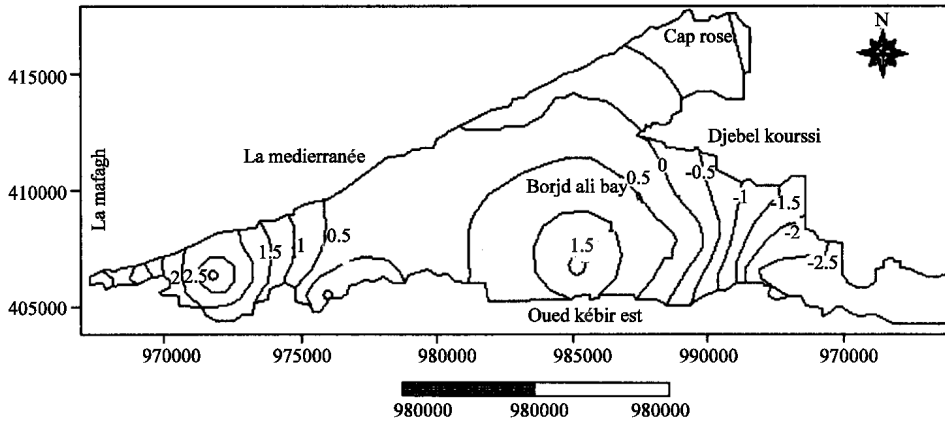 N
Cap rose
415000
Djebel kourssi
La medierranée
La mafagh
410000
0
-0.5
Borjd ali bay
0.5
-1
-1.5
0.5
1
1.5
1.5
-2
2
2.5
-2.5
405000
Oued kébir est
970000 975000 980000 985000 990000 970000
980000 980000 980000